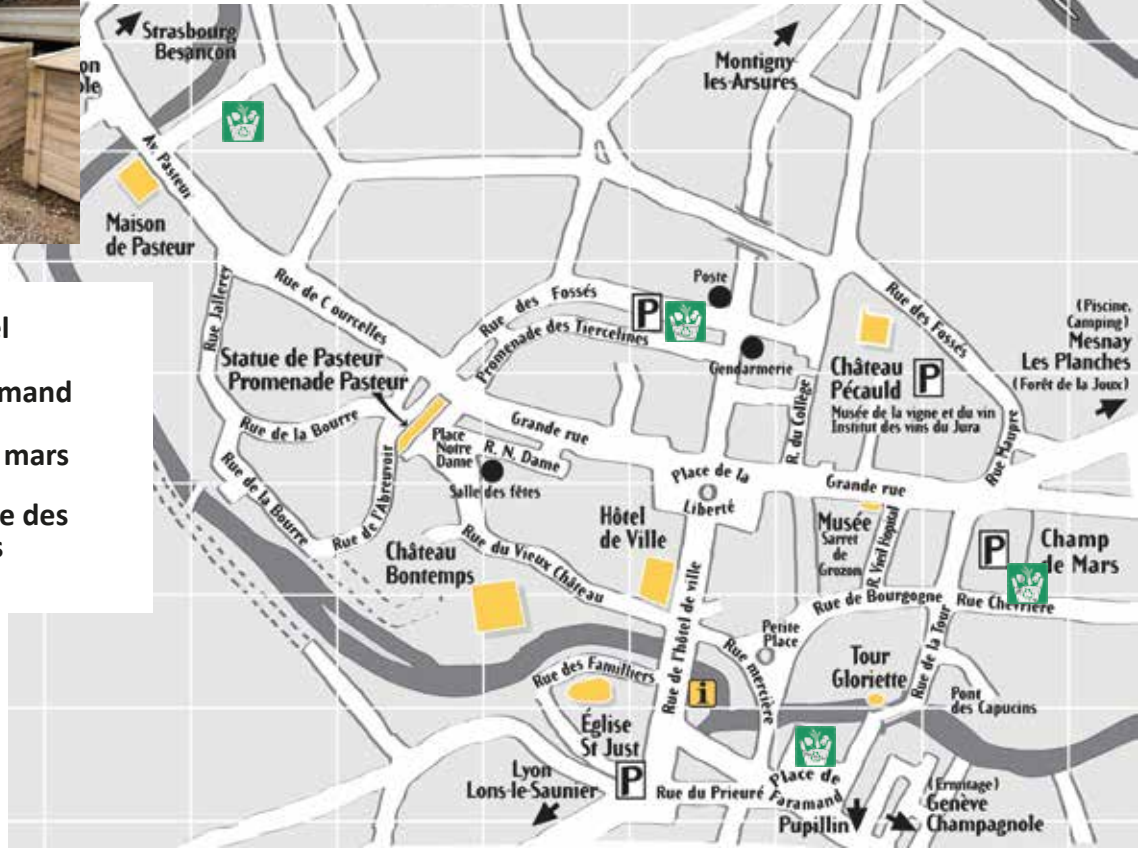 Strasbourg
Besançon
Montigny-
les-Arsures
Av. Pasteur
Maison
de Pasteur
Rue Jallerey
Rue de Courcelles
Rue des Fossés
Promenade des Tiercelines
P
Poste
Gendarmerie
Rue des Fossés
(Piscine,
Camping)
Mesnay
Les Planches
(Forêt de la Joux)
Château
Pécauld
P
Musée de la vigne et du vin
Institut des vins du Jura
R. du Collège
Rue Maupre
mars
Statue de Pasteur
Promenade Pasteur
Rue de la Bourre
Place
Notre
Dame
R. N. Dame
Salle des fêtes
Grande rue
Place de la
Liberté
Grande rue
Rue de la Bourre
Rue de l'Abreuvoir
Château
Bontemps
Rue du Vieux Château
Hôtel
de Ville
Rue de l'hôtel de ville
Musée
Sarret
de
Grozon
R. Vieil Hôpital
P
Champ
de Mars
Rue de Bourgogne
Rue Chevrière
Petite
Place
Rue mercière
Tour
Gloriette
Rue de la Tour
Pont
des Capucins
Rue des Familiers
Église
St Just
i
Lyon
Lons-le-Saunier
P
Rue du Prieuré
Place de
Faramand
Pupillin
(Ermitage)
Genève
Champagnole